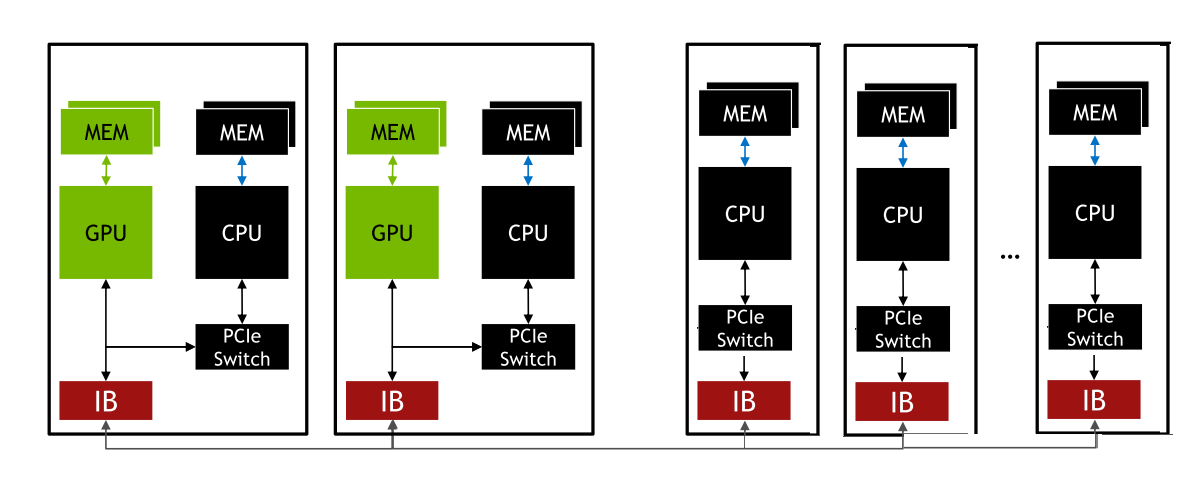 MEM
MEM
GPU
CPU
PCIe
Switch
IB
MEM
MEM
GPU
CPU
PCIe
Switch
IB
MEM
CPU
PCIe
Switch
IB
MEM
CPU
PCIe
Switch
IB
...
MEM
CPU
PCIe
Switch
IB